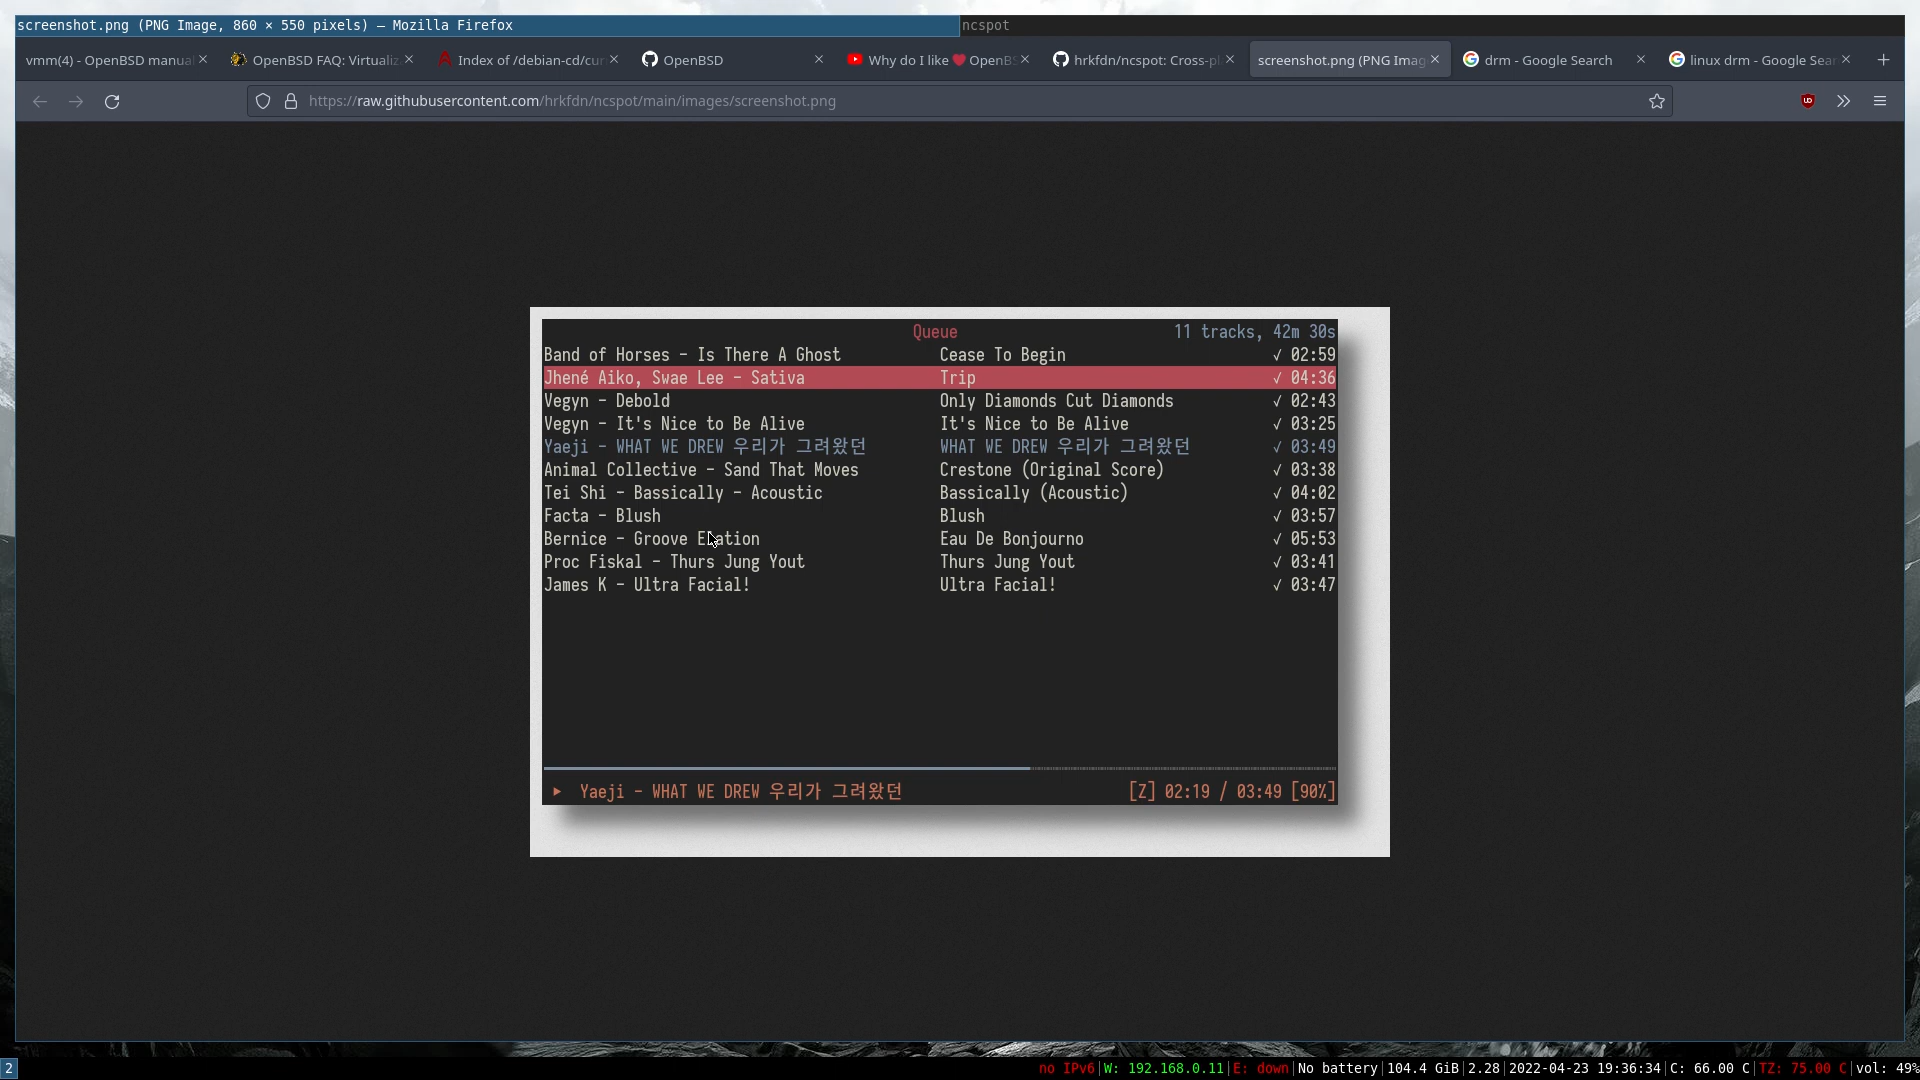 screenshot.png (PNG Image, 860 × 550 pixels) — Mozilla Firefox
ncspot
vmm(4) - OpenBSD manual
OpenBSD FAQ: Virtualiz
Index of /debian-cd/cur
OpenBSD
Why do I like ❤ OpenBS
hrkfdn/ncspot: Cross-pl
screenshot.png (PNG Imag
drm - Google Search
linux drm - Google Sear
https://raw.githubusercontent.com/hrkfdn/ncspot/main/images/screenshot.png
Queue 11 tracks, 42m 30s
Band of Horses - Is There A Ghost Cease To Begin ✓ 02:59
Jhené Aiko, Swae Lee - Sativa Trip ✓ 04:36
Vegyn - Debold Only Diamonds Cut Diamonds ✓ 02:43
Vegyn - It's Nice to Be Alive It's Nice to Be Alive ✓ 03:25
Yaeji - WHAT WE DREW 우리가 그려왔던 WHAT WE DREW 우리가 그려왔던 ✓ 03:49
Animal Collective - Sand That Moves Crestone (Original Score) ✓ 03:38
Tei Shi - Bassically - Acoustic Bassically (Acoustic) ✓ 04:02
Facta - Blush Blush ✓ 03:57
Bernice - Groove Elation Eau De Bonjourno ✓ 05:53
Proc Fiskal - Thurs Jung Yout Thurs Jung Yout ✓ 03:41
James K - Ultra Facial! Ultra Facial! ✓ 03:47
▸ Yaeji - WHAT WE DREW 우리가 그려왔던 [Z] 02:19 / 03:49 [90%]
2 no IPv6|W: 192.168.0.11|E: down|No battery|104.4 GiB|2.28|2022-04-23 19:36:34|C: 66.00 C|TZ: 75.00 C|vol: 49%